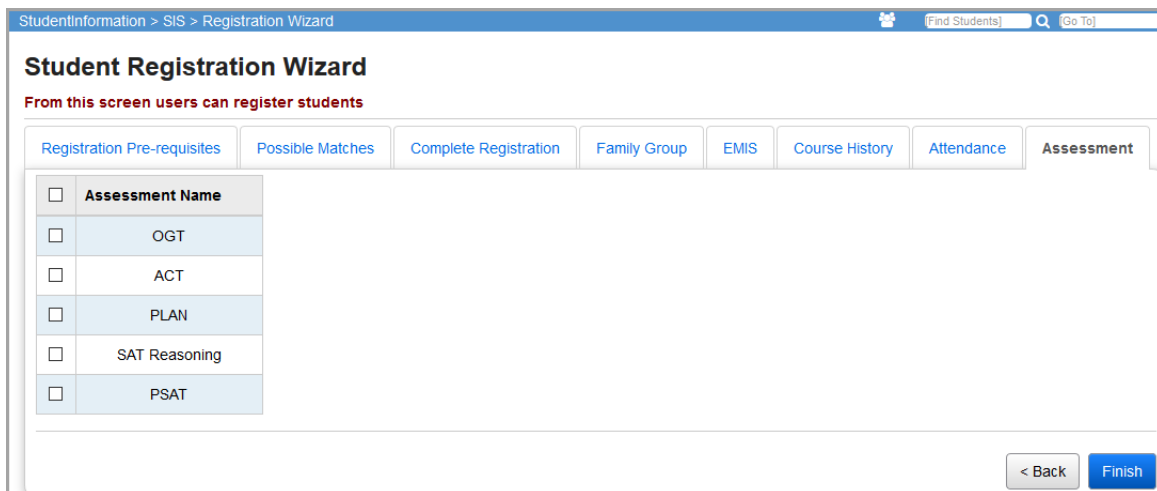 StudentInformation > SIS > Registration Wizard [Find Students] [Go To]
Student Registration Wizard
From this screen users can register students
Registration Pre-requisites Possible Matches Complete Registration Family Group EMIS Course History Attendance Assessment
Assessment Name
OGT
ACT
PLAN
SAT Reasoning
PSAT
< Back Finish